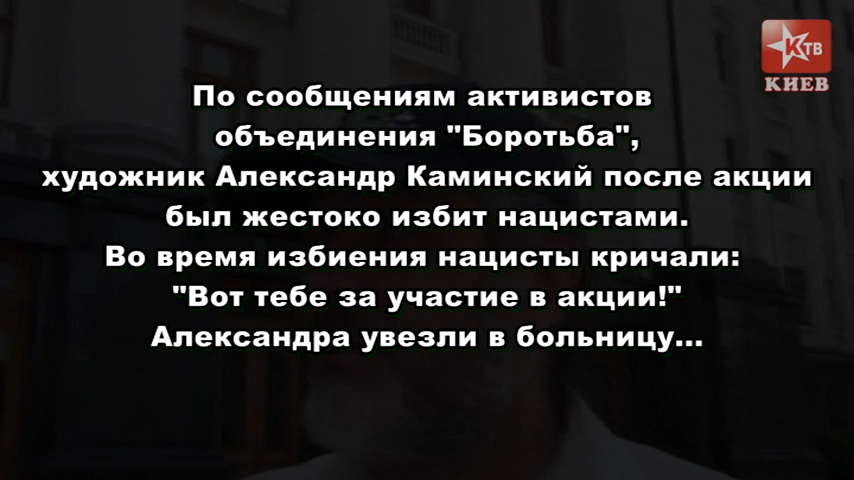 КТВ
КИЕВ
По сообщениям активистов
объединения "Боротьба",
художник Александр Каминский после акции
был жестоко избит нацистами.
Во время избиения нацисты кричали:
"Вот тебе за участие в акции!"
Александра увезли в больницу...